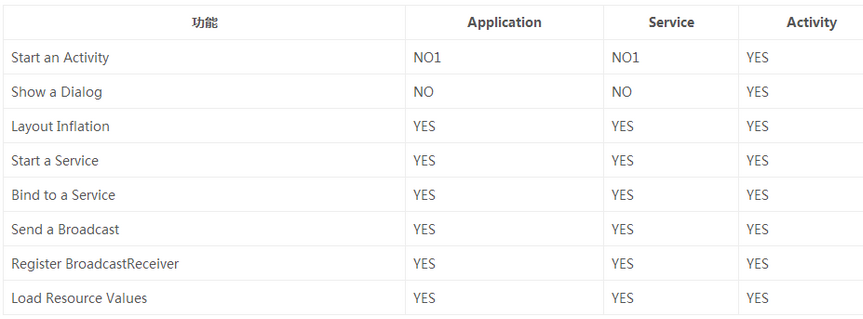 功能 Application Service Activity
Start an Activity NO1 NO1 YES
Show a Dialog NO NO YES
Layout Inflation YES YES YES
Start a Service YES YES YES
Bind to a Service YES YES YES
Send a Broadcast YES YES YES
Register BroadcastReceiver YES YES YES
Load Resource Values YES YES YES